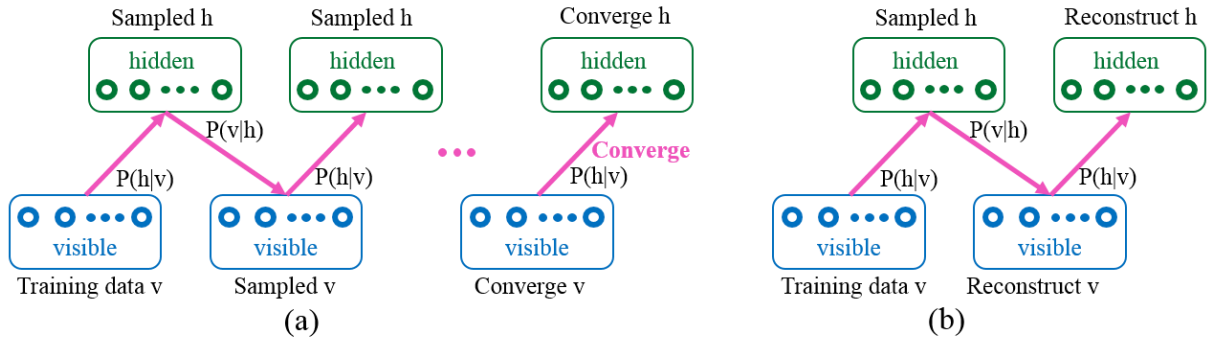 Sampled h
Sampled h
Converge h
hidden
hidden
hidden
P(v|h)
Converge
P(h|v)
P(h|v)
P(h|v)
visible
visible
visible
Training data v
Sampled v
Converge v
(a)
Sampled h
Reconstruct h
hidden
hidden
P(v|h)
P(h|v)
P(h|v)
visible
visible
Training data v
Reconstruct v
(b)